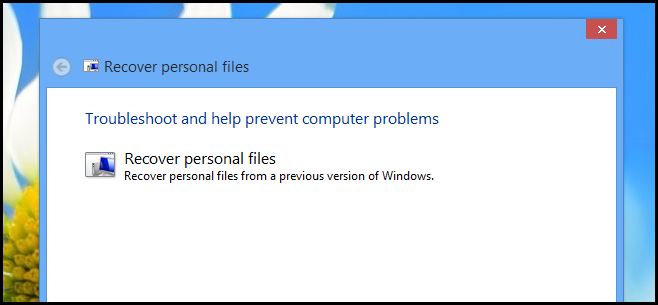 Recover personal files
Troubleshoot and help prevent computer problems
Recover personal files
Recover personal files from a previous version of Windows.